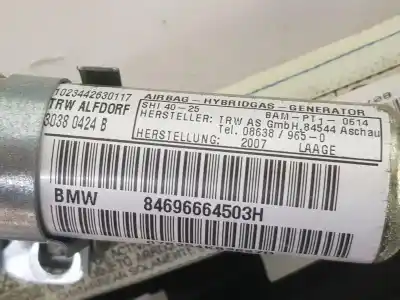 1023442630117
TRW ALFDORF
3038 0424 B
AIRBAG-HYBRIDGAS-GENERATOR
SHI 40-25 BAM-PT1-0614
HERSTELLER: TRW AS GmbH,84544 Aschau
Tel. 08638/965-0
HERSTELLUNG: 2007 LAAGE
BMW 84696664503H